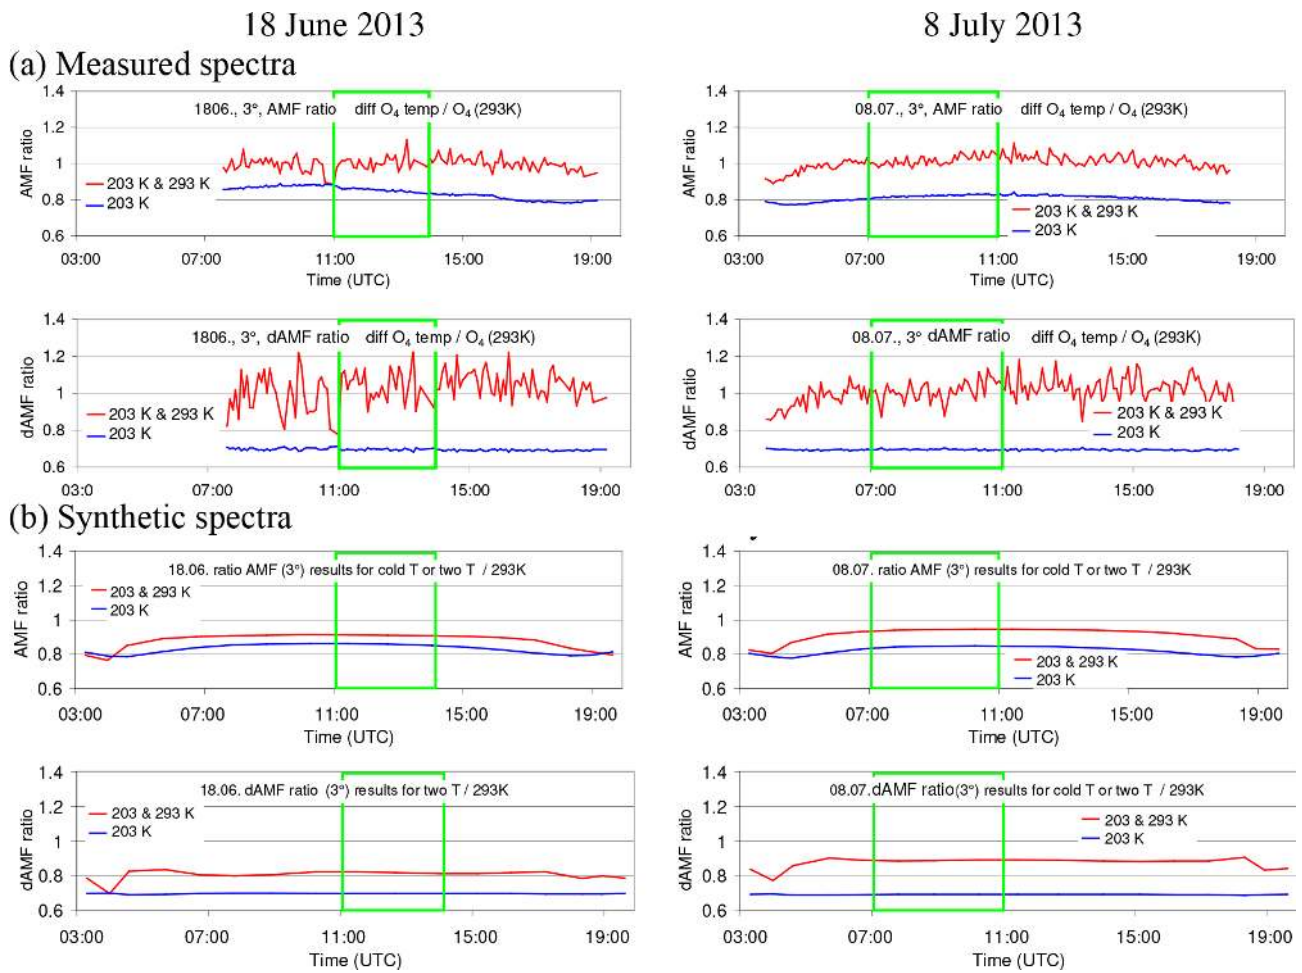 18 June 2013
8 July 2013
(a) Measured spectra
1806., 3°, AMF ratio diff O4 temp / O4 (293K)
AMF ratio
1.4
1.2
1
0.8
0.6
203 K & 293 K
203 K
03:00 07:00 11:00 15:00 19:00
Time (UTC)
08.07., 3°, AMF ratio diff O4 temp / O4 (293K)
AMF ratio
1.4
1.2
1
0.8
0.6
203 K & 293 K
203 K
03:00 07:00 11:00 15:00 19:00
Time (UTC)
1806., 3°, dAMF ratio diff O4 temp / O4 (293K)
dAMF ratio
1.4
1.2
1
0.8
0.6
203 K & 293 K
203 K
03:0 07:00 11:00 15:00 19:00
08.07., 3° dAMF ratio diff O4 temp / O4 (293K)
dAMF ratio
1.4
1.2
1
0.8
0.6
203 K & 293 K
203 K
03:0 07:00 11:00 15:00 19:00
(b) Synthetic spectra
18.06. ratio AMF (3°) results for cold T or two T / 293K
AMF ratio
1.4
1.2
1
0.8
0.6
203 & 293 K
203 K
03:00 07:00 11:00 15:00 19:00
Time (UTC)
08.07. ratio AMF (3°) results for cold T or two T / 293K
AMF ratio
1.4
1.2
1
0.8
0.6
203 & 293 K
203 K
03:00 07:00 11:00 15:00 19:00
Time (UTC)
18.06. dAMF ratio (3°) results for two T / 293K
dAMF ratio
1.4
1.2
1
0.8
0.6
203 & 293 K
203 K
03:00 07:00 11:00 15:00 19:00
Time (UTC)
08.07.dAMF ratio(3°) results for cold T or two T / 293K
dAMF ratio
1.4
1.2
1
0.8
0.6
203 & 293 K
203 K
03:00 07:00 11:00 15:00 19:00
Time (UTC)